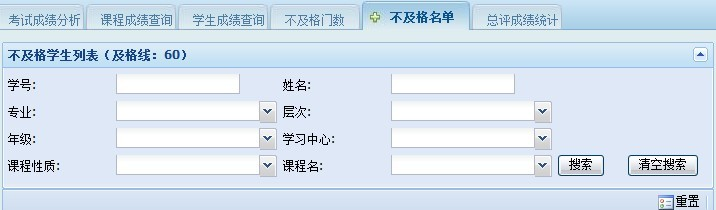 考试成绩分析 课程成绩查询 学生成绩查询 不及格门数 不及格名单 总评成绩统计
不及格学生列表（及格线：60）
学号: 姓名:
专业: 层次:
年级: 学习中心:
课程性质: 课程名: 搜索 清空搜索
重置